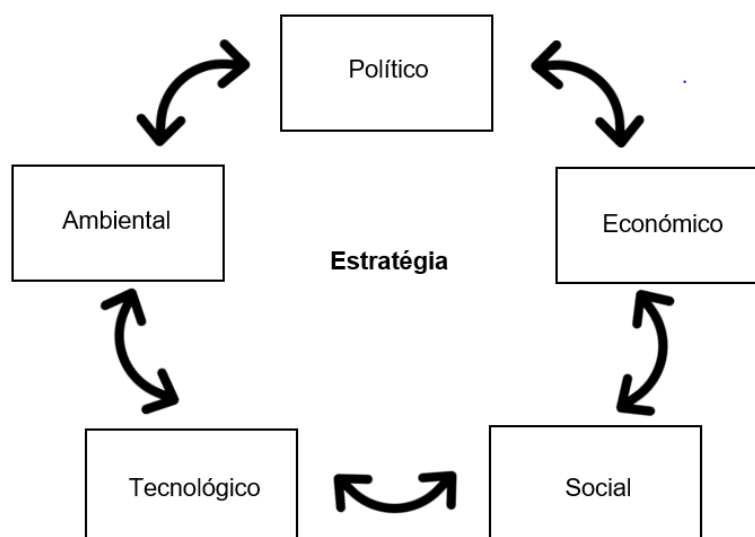 Político
Ambiental
Económico
Estratégia
Tecnológico
Social